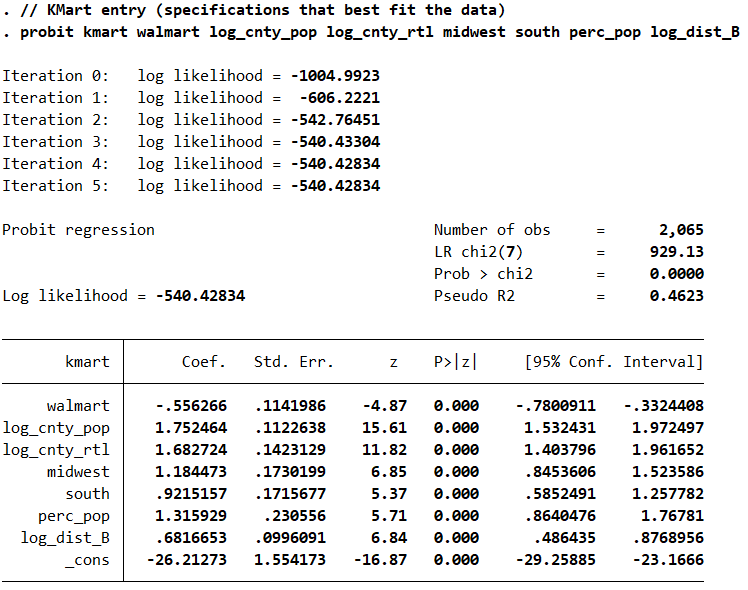 . // KMart entry (specifications that best fit the data)
. probit kmart walmart log_cnty_pop log_cnty_rtl midwest south perc_pop log_dist_B
Iteration 0:   log likelihood = -1004.9923
Iteration 1:   log likelihood =  -606.2221
Iteration 2:   log likelihood = -542.76451
Iteration 3:   log likelihood = -540.43304
Iteration 4:   log likelihood = -540.42834
Iteration 5:   log likelihood = -540.42834
Probit regression                                      Number of obs     =      2,065
LR chi2(7)        =     929.13
Prob > chi2       =     0.0000
Log likelihood = -540.42834                            Pseudo R2         =     0.4623
kmart        Coef.   Std. Err.       z    P>|z|     [95% Conf. Interval]
walmart     -.556266   .1141986    -4.87   0.000    -.7800911   -.3324408
log_cnty_pop     1.752464   .1122638    15.61   0.000     1.532431    1.972497
log_cnty_rtl     1.682724   .1423129    11.82   0.000     1.403796    1.961652
midwest     1.184473   .1730199     6.85   0.000     .8453606    1.523586
south     .9215157   .1715677     5.37   0.000     .5852491    1.257782
perc_pop     1.315929    .230556     5.71   0.000     .8640476     1.76781
log_dist_B     .6816653   .0996091     6.84   0.000      .486435    .8768956
_cons    -26.21273   1.554173   -16.87   0.000    -29.25885    -23.1666